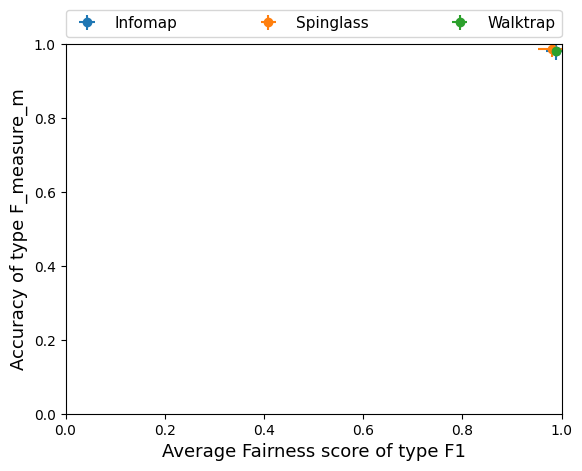 Infomap Spinglass Walktrap
1.0
0.8
0.6
0.4
0.2
0.0
Accuracy of type F_measure_m
0.0 0.2 0.4 0.6 0.8 1.0
Average Fairness score of type F1